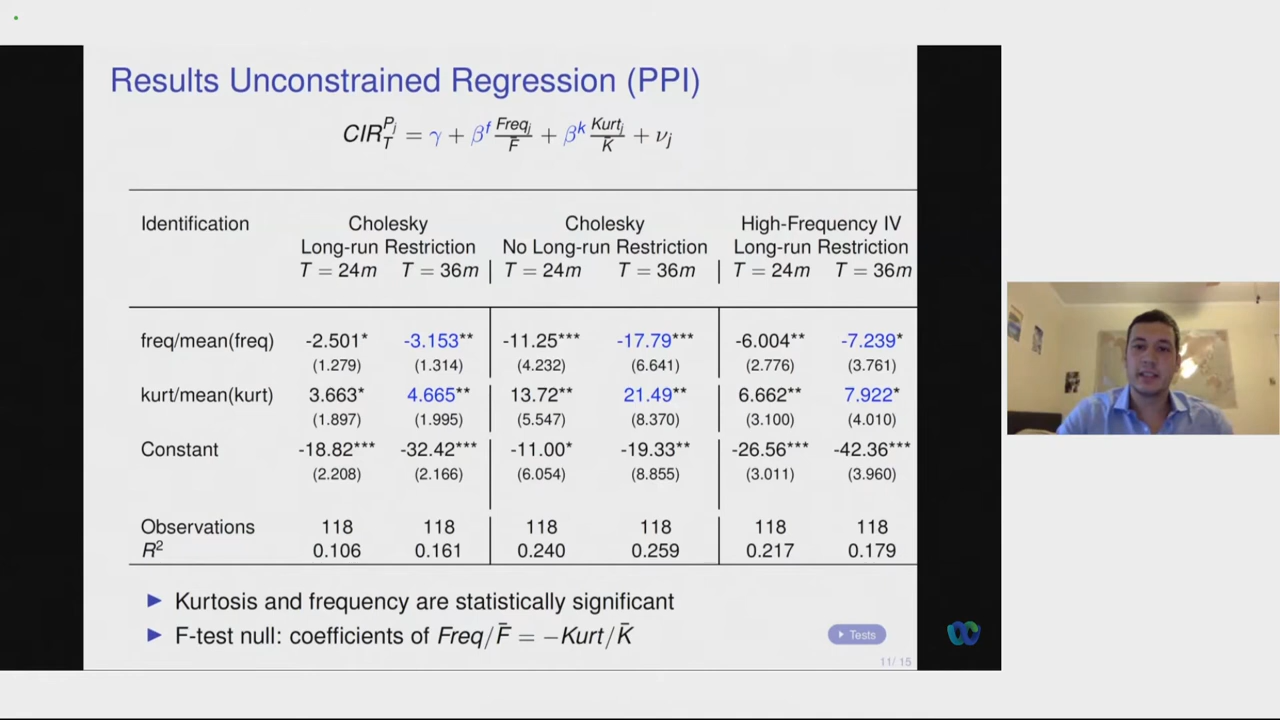 Results Unconstrained Regression (PPI)
CIR_T^{P_j} = γ + β^f Freq_j/F̄ + β^k Kurt_j/K̄ + ν_j
Identification Cholesky Cholesky High-Frequency IV
Long-run Restriction No Long-run Restriction Long-run Restriction
T = 24m T = 36m T = 24m T = 36m T = 24m T = 36m
freq/mean(freq) -2.501* -3.153** -11.25*** -17.79*** -6.004** -7.239*
(1.279) (1.314) (4.232) (6.641) (2.776) (3.761)
kurt/mean(kurt) 3.663* 4.665** 13.72** 21.49** 6.662** 7.922*
(1.897) (1.995) (5.547) (8.370) (3.100) (4.010)
Constant -18.82*** -32.42*** -11.00* -19.33** -26.56*** -42.36***
(2.208) (2.166) (6.054) (8.855) (3.011) (3.960)
Observations 118 118 118 118 118 118
R² 0.106 0.161 0.240 0.259 0.217 0.179
Kurtosis and frequency are statistically significant
F-test null: coefficients of Freq/F̄ = −Kurt/K̄
Tests
11/15